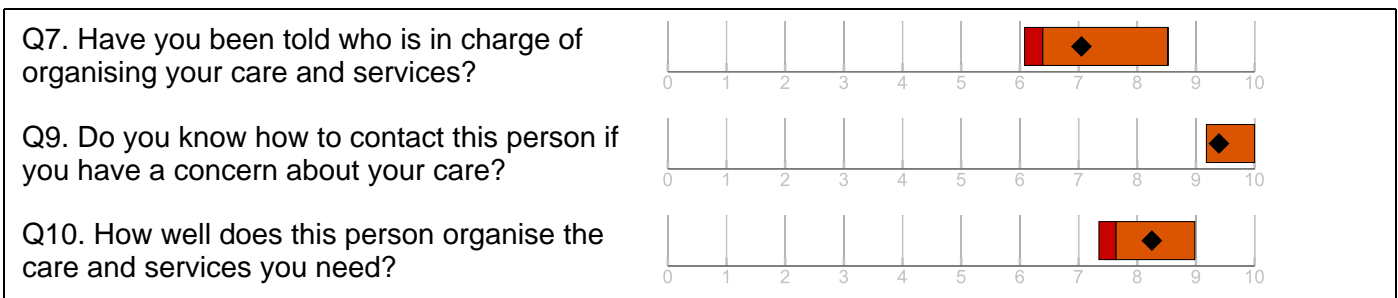 Q7. Have you been told who is in charge of
organising your care and services?
0 1 2 3 4 5 6 7 8 9 10
Q9. Do you know how to contact this person if
you have a concern about your care?
0 1 2 3 4 5 6 7 8 9 10
Q10. How well does this person organise the
care and services you need?
0 1 2 3 4 5 6 7 8 9 10